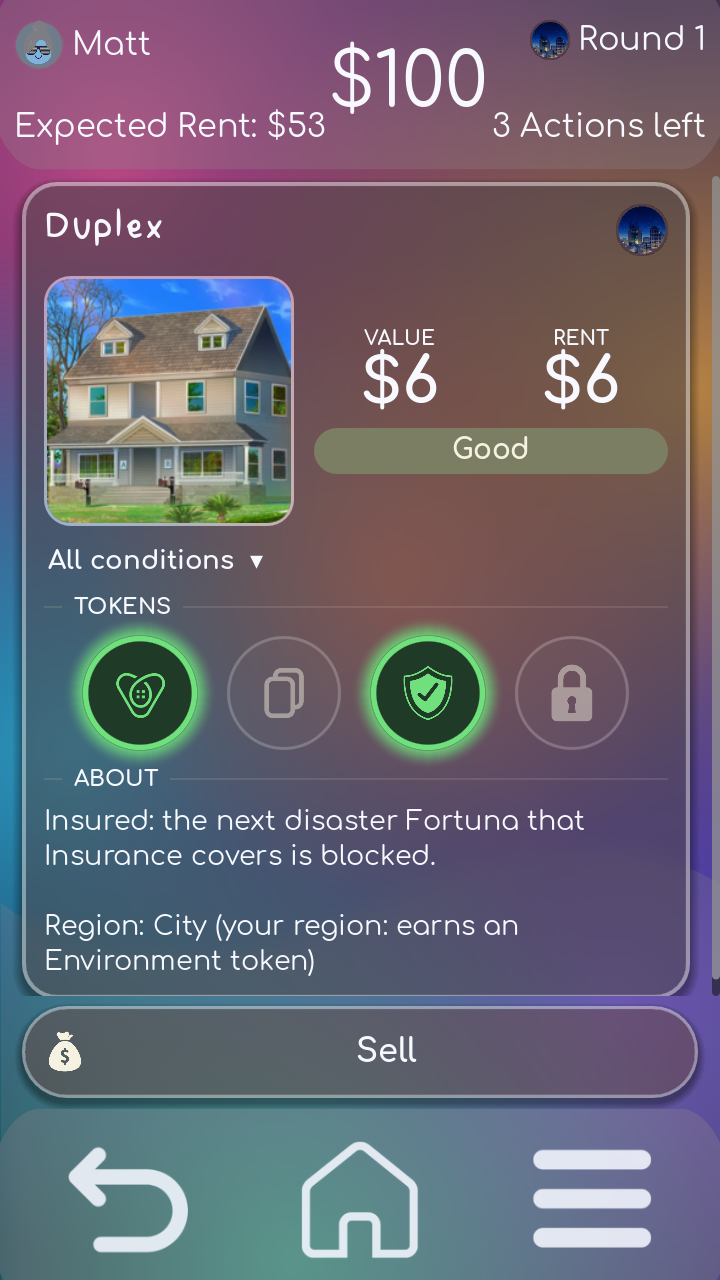 Matt
Round 1
$100
Expected Rent: $53
3 Actions left
Duplex
VALUE
RENT
$6
$6
Good
All conditions ▼
TOKENS
ABOUT
Insured: the next disaster Fortuna that
Insurance covers is blocked.
Region: City (your region: earns an
Environment token)
$
Sell